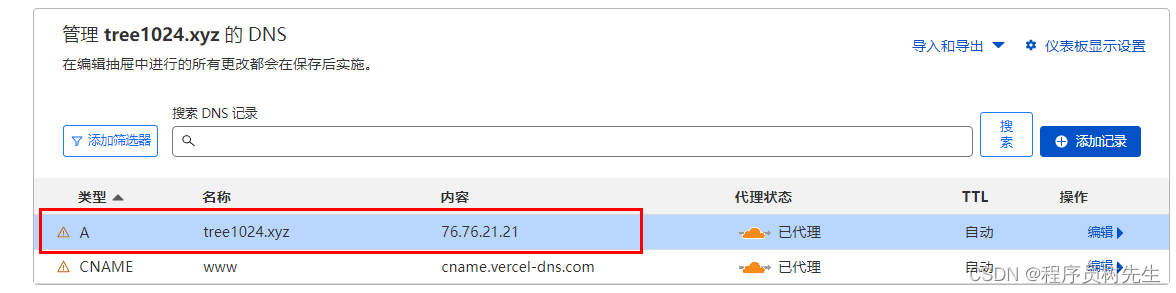 管理 tree1024.xyz 的 DNS
导入和导出 仪表板显示设置
在编辑抽屉中进行的所有更改都会在保存后实施。
搜索 DNS 记录
添加筛选器 搜索 添加记录
类型 名称 内容 代理状态 TTL 操作
A tree1024.xyz 76.76.21.21 已代理 自动 编辑
CNAME www cname.vercel-dns.com 已代理 自动 编辑
CSDN @程序员树先生